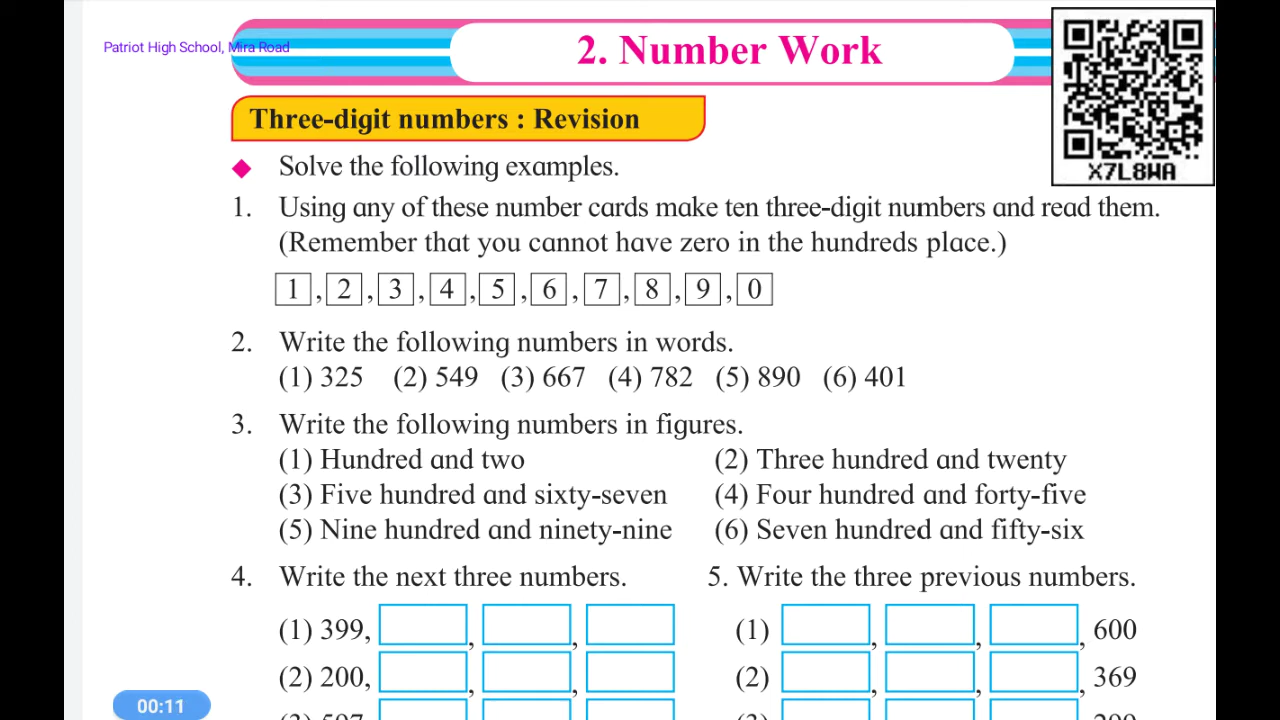 Patriot High School, Mira Road
2. Number Work
X7L8WA
Three-digit numbers : Revision
◆ Solve the following examples.
1. Using any of these number cards make ten three-digit numbers and read them.
(Remember that you cannot have zero in the hundreds place.)
1 , 2 , 3 , 4 , 5 , 6 , 7 , 8 , 9 , 0
2. Write the following numbers in words.
(1) 325 (2) 549 (3) 667 (4) 782 (5) 890 (6) 401
3. Write the following numbers in figures.
(1) Hundred and two (2) Three hundred and twenty
(3) Five hundred and sixty-seven (4) Four hundred and forty-five
(5) Nine hundred and ninety-nine (6) Seven hundred and fifty-six
4. Write the next three numbers. 5. Write the three previous numbers.
(1) 399, , , (1) , , , 600
(2) 200, , , (2) , , , 369
00:11